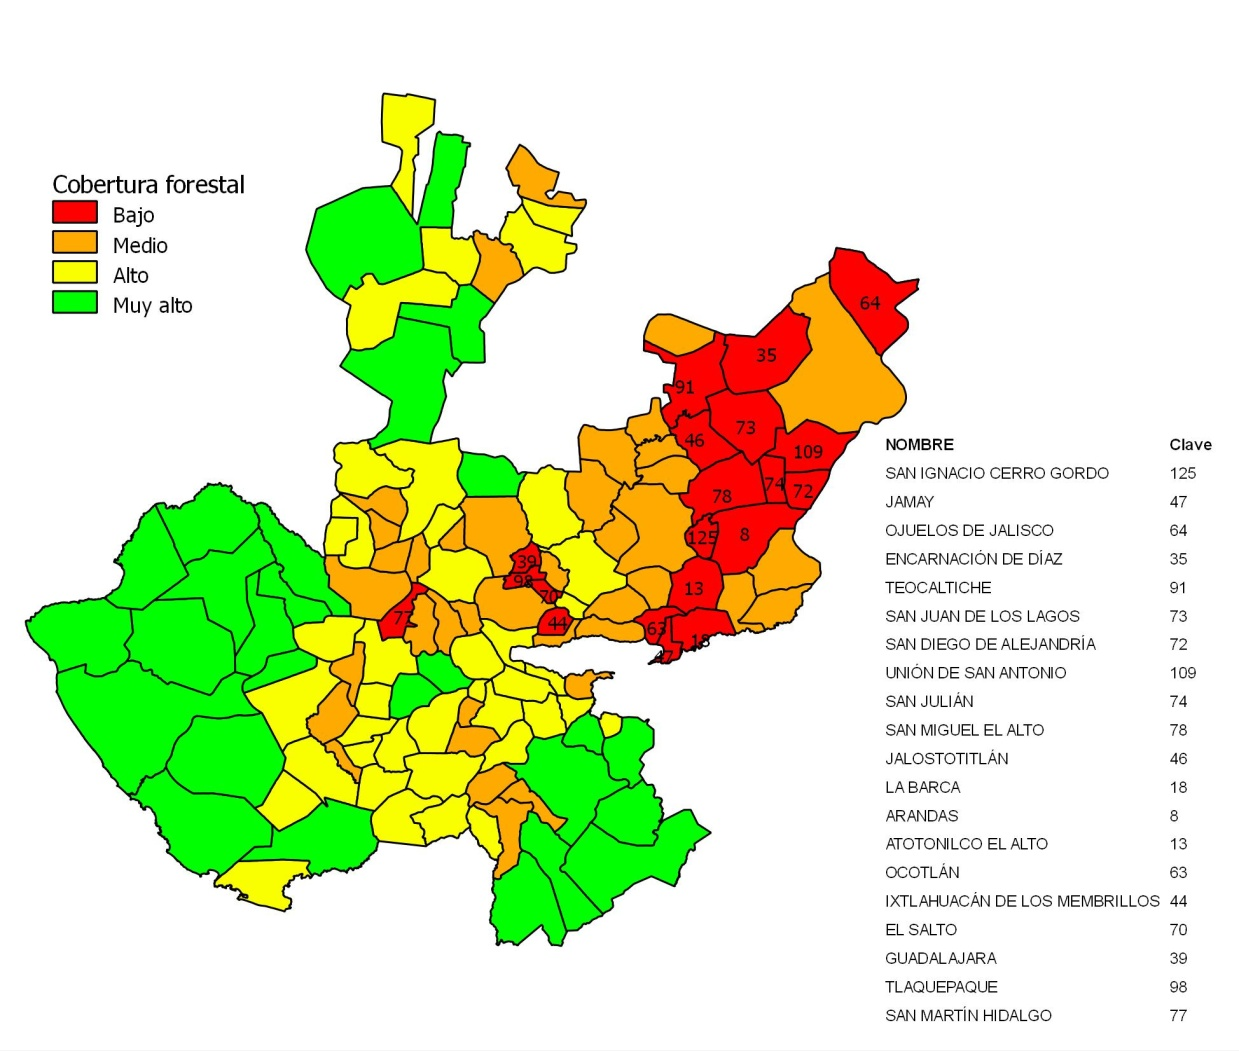 Cobertura forestal
Bajo
Medio
Alto
Muy alto
64
35
91
73
46
109
74
72
78
125
8
39
98
70
13
77
44
63
18
47
NOMBRE Clave
SAN IGNACIO CERRO GORDO 125
JAMAY 47
OJUELOS DE JALISCO 64
ENCARNACIÓN DE DÍAZ 35
TEOCALTICHE 91
SAN JUAN DE LOS LAGOS 73
SAN DIEGO DE ALEJANDRÍA 72
UNIÓN DE SAN ANTONIO 109
SAN JULIÁN 74
SAN MIGUEL EL ALTO 78
JALOSTOTITLÁN 46
LA BARCA 18
ARANDAS 8
ATOTONILCO EL ALTO 13
OCOTLÁN 63
IXTLAHUACÁN DE LOS MEMBRILLOS 44
EL SALTO 70
GUADALAJARA 39
TLAQUEPAQUE 98
SAN MARTÍN HIDALGO 77